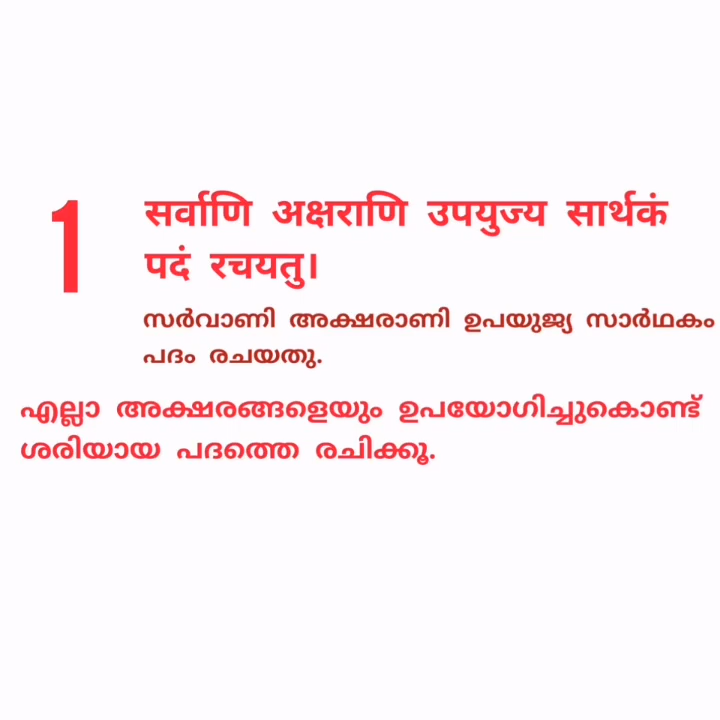 1
सर्वाणि अक्षराणि उपयुज्य सार्थकं
पदं रचयतु।
സർവാണി അക്ഷരാണി ഉപയുജ്യ സാർഥകം
പദം രചയതു.
എല്ലാ അക്ഷരങ്ങളെയും ഉപയോഗിച്ചുകൊണ്ട്
ശരിയായ പദത്തെ രചിക്കൂ.